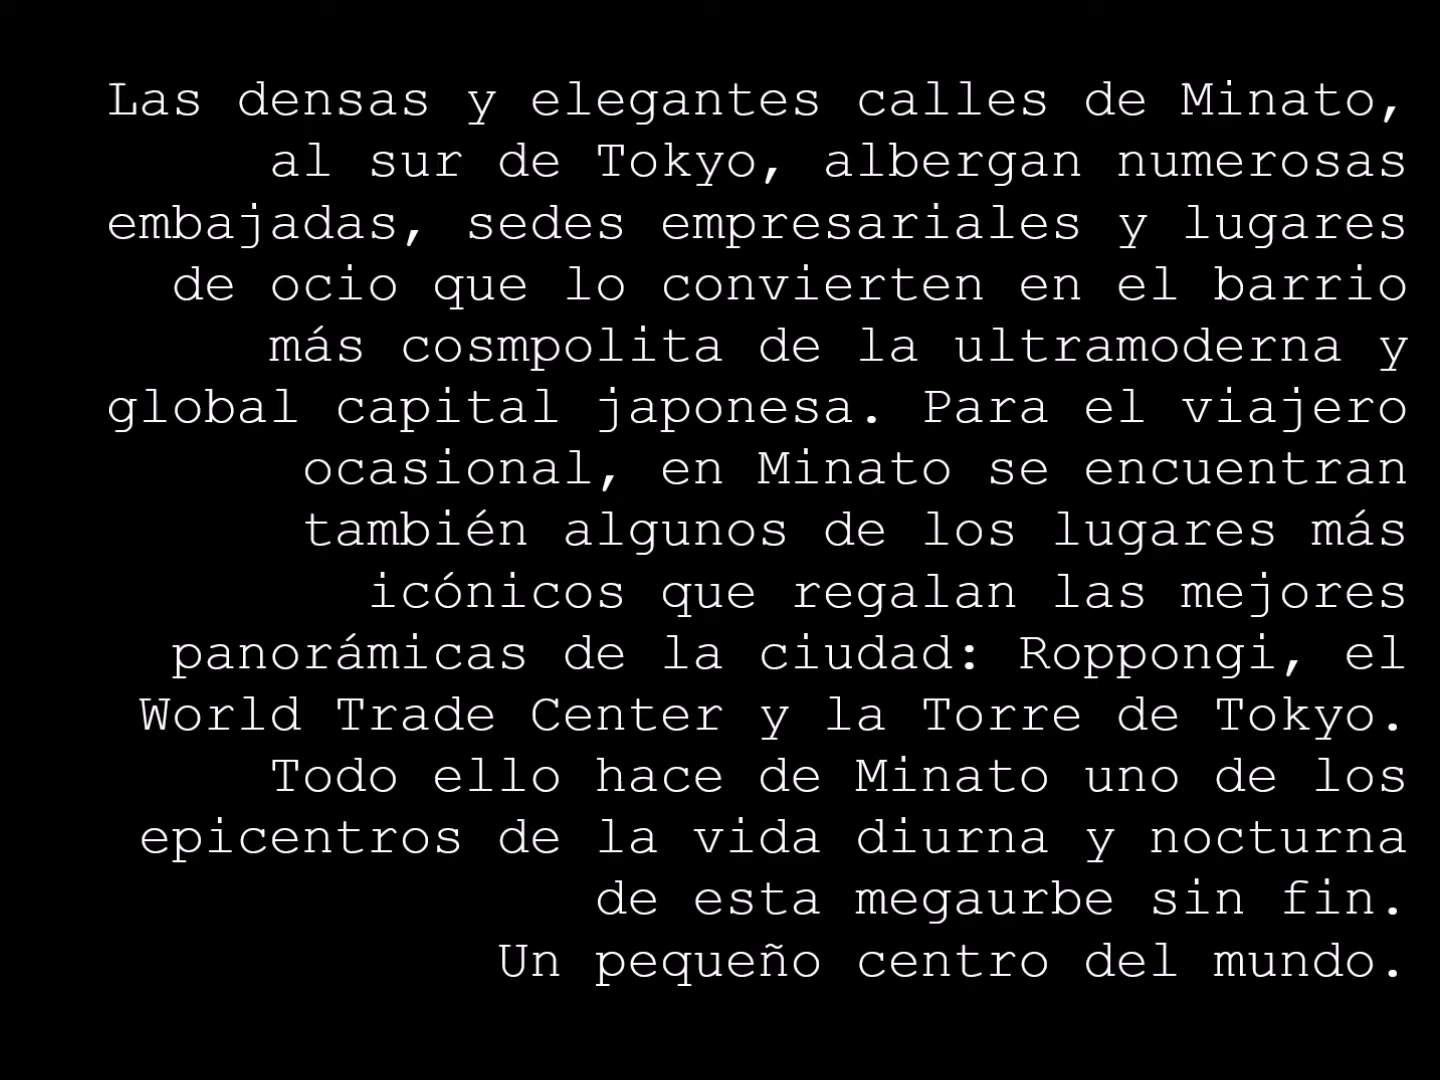 Las densas y elegantes calles de Minato,
al sur de Tokyo, albergan numerosas
embajadas, sedes empresariales y lugares
de ocio que lo convierten en el barrio
más cosmpolita de la ultramoderna y
global capital japonesa. Para el viajero
ocasional, en Minato se encuentran
también algunos de los lugares más
icónicos que regalan las mejores
panorámicas de la ciudad: Roppongi, el
World Trade Center y la Torre de Tokyo.
Todo ello hace de Minato uno de los
epicentros de la vida diurna y nocturna
de esta megaurbe sin fin.
Un pequeño centro del mundo.